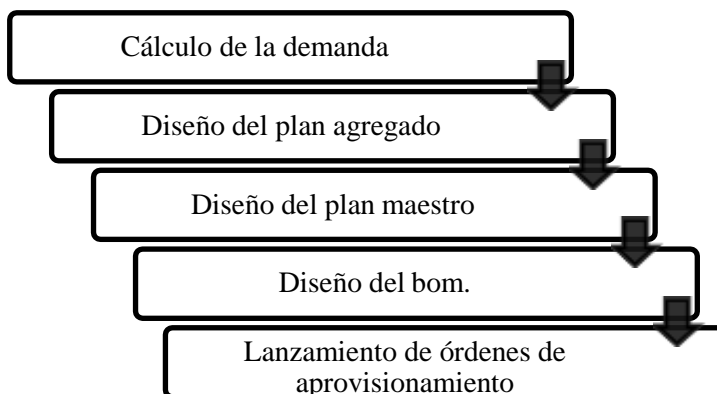 Cálculo de la demanda
Diseño del plan agregado
Diseño del plan maestro
Diseño del bom.
Lanzamiento de órdenes de
aprovisionamiento